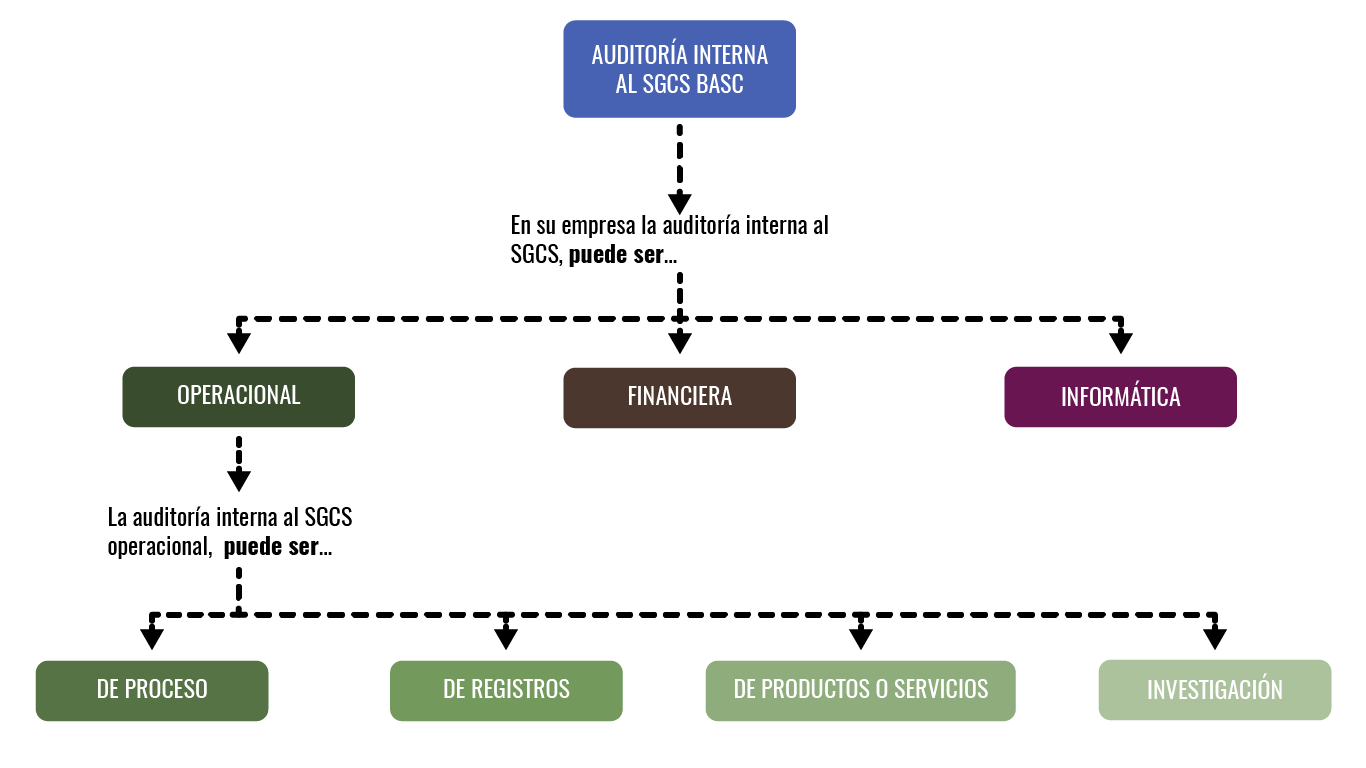 AUDITORÍA INTERNA
AL SGCS BASC
En su empresa la auditoría interna al
SGCS, puede ser...
OPERACIONAL
FINANCIERA
INFORMÁTICA
La auditoría interna al SGCS
operacional, puede ser...
DE PROCESO
DE REGISTROS
DE PRODUCTOS O SERVICIOS
INVESTIGACIÓN